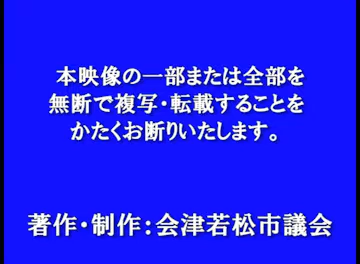 本映像の一部または全部を
無断で複写・転載することを
かたくお断りいたします。
著作・制作：会津若松市議会